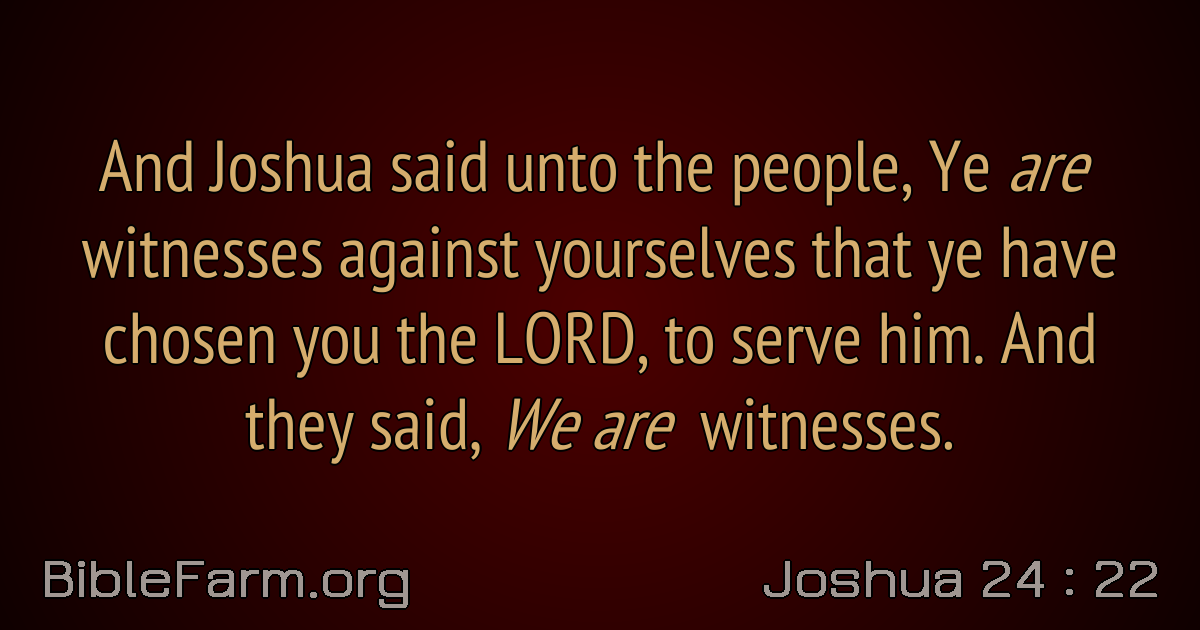 And Joshua said unto the people, Ye are
witnesses against yourselves that ye have
chosen you the LORD, to serve him. And
they said, We are witnesses.
BibleFarm.org
Joshua 24 : 22